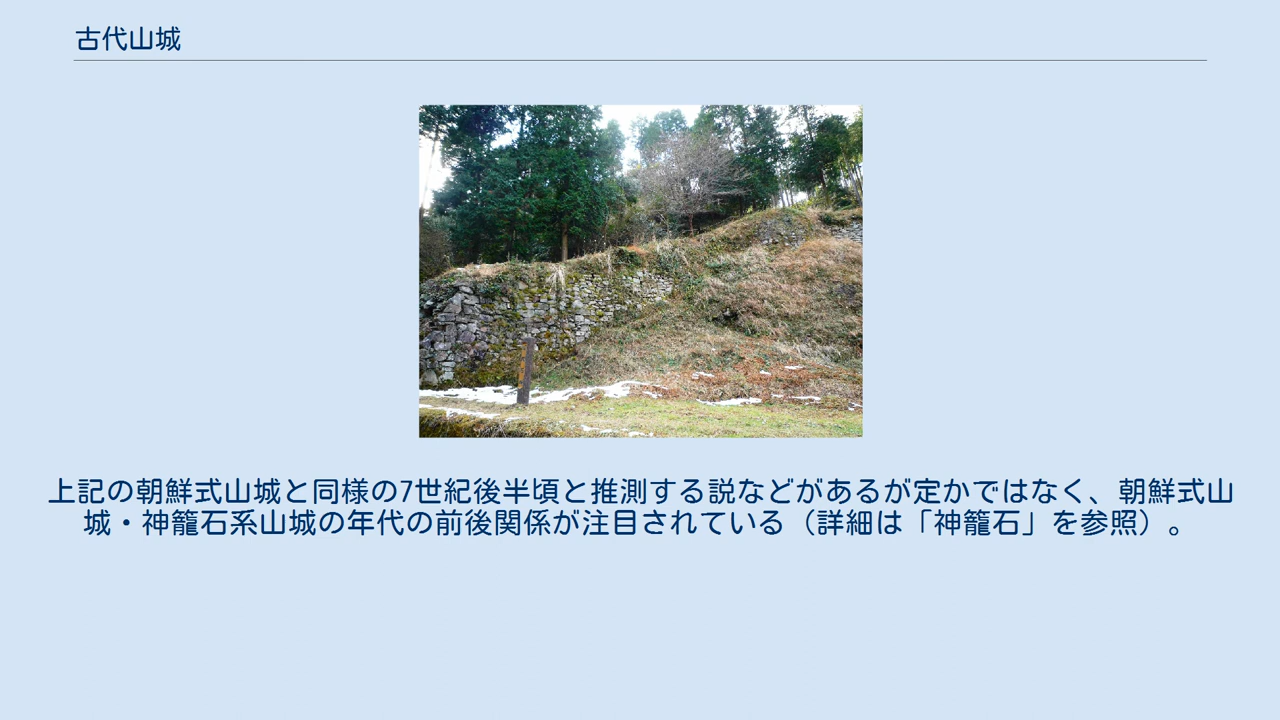 古代山城
上記の朝鮮式山城と同様の7世紀後半頃と推測する説などがあるが定かではなく、朝鮮式山
城・神籠石系山城の年代の前後関係が注目されている（詳細は「神籠石」を参照）。